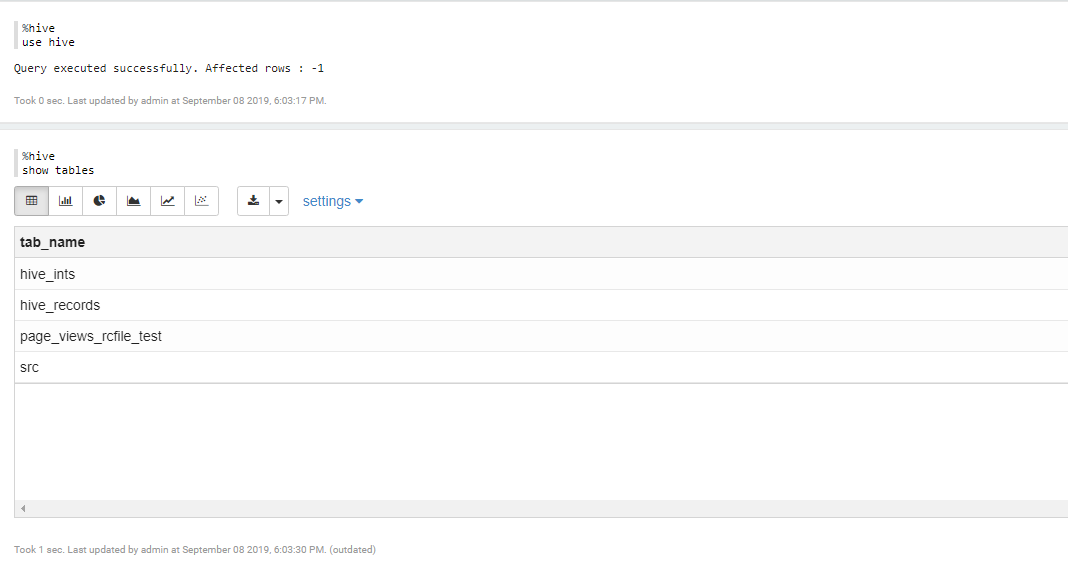 %hive
use hive
Query executed successfully. Affected rows : -1
Took 0 sec. Last updated by admin at September 08 2019, 6:03:17 PM.
%hive
show tables
settings
tab_name
hive_ints
hive_records
page_views_rcfile_test
src
Took 1 sec. Last updated by admin at September 08 2019, 6:03:30 PM. (outdated)